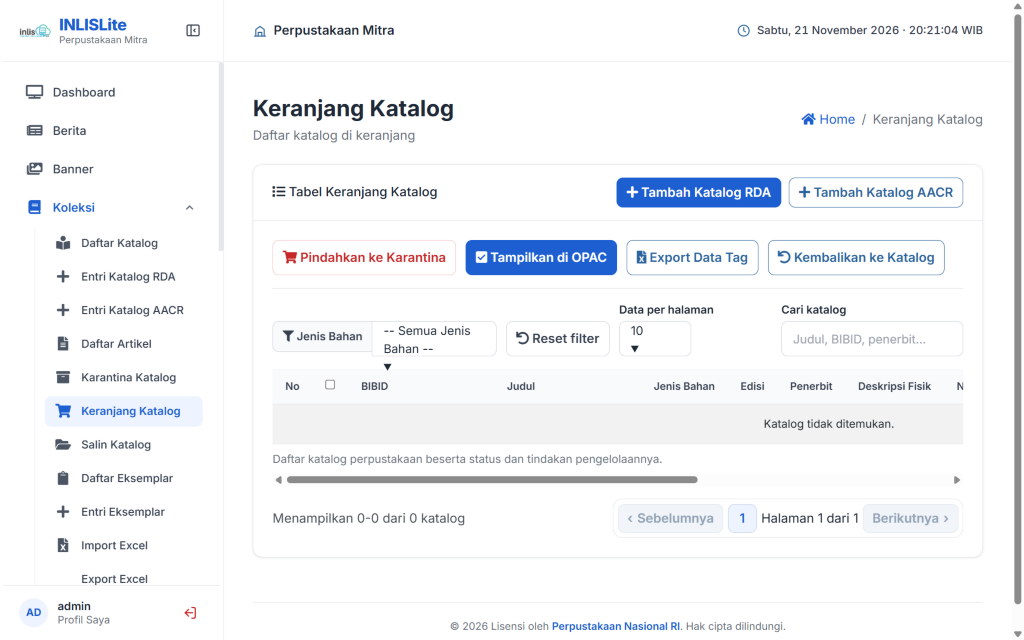 inlis
INLISLite
Perpustakaan Mitra
Perpustakaan Mitra
Sabtu, 21 November 2026 · 20:21:04 WIB
Dashboard
Berita
Banner
Koleksi
Daftar Katalog
Entri Katalog RDA
Entri Katalog AACR
Daftar Artikel
Karantina Katalog
Keranjang Katalog
Salin Katalog
Daftar Eksemplar
Entri Eksemplar
Import Excel
Export Excel
AD
admin
Profil Saya
Keranjang Katalog
Daftar katalog di keranjang
Home / Keranjang Katalog
Tabel Keranjang Katalog
Tambah Katalog RDA
Tambah Katalog AACR
Pindahkan ke Karantina
Tampilkan di OPAC
Export Data Tag
Kembalikan ke Katalog
Jenis Bahan
-- Semua Jenis
Bahan --
Reset filter
Data per halaman
10
Cari katalog
Judul, BIBID, penerbit...
No BIBID Judul Jenis Bahan Edisi Penerbit Deskripsi Fisik N
Katalog tidak ditemukan.
Daftar katalog perpustakaan beserta status dan tindakan pengelolaannya.
Menampilkan 0-0 dari 0 katalog
‹ Sebelumnya 1 Halaman 1 dari 1 Berikutnya ›
© 2026 Lisensi oleh Perpustakaan Nasional RI. Hak cipta dilindungi.